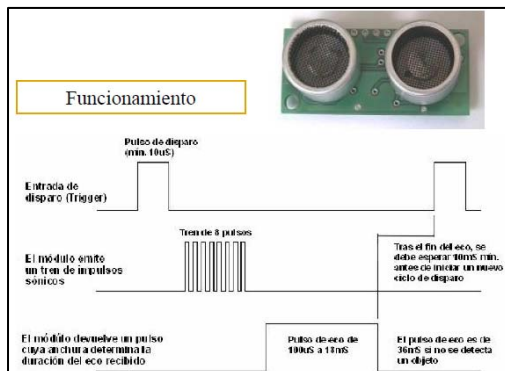 Funcionamiento
Pulso de disparo
(min. 10uS)
Entrada de
disparo (Trigger)
Tren de 8 pulsos
El módulo emite
un tren de impulsos
sónicos
Tras el fin del eco, se
debe esperar 10mS min.
antes de iniciar un nuevo
ciclo de disparo
El módulo devuelve un pulso
cuya anchura determina la
duración del eco recibido
Pulso de eco de
100uS a 18mS
El pulso de eco es de
36mS si no se detecta
un objeto